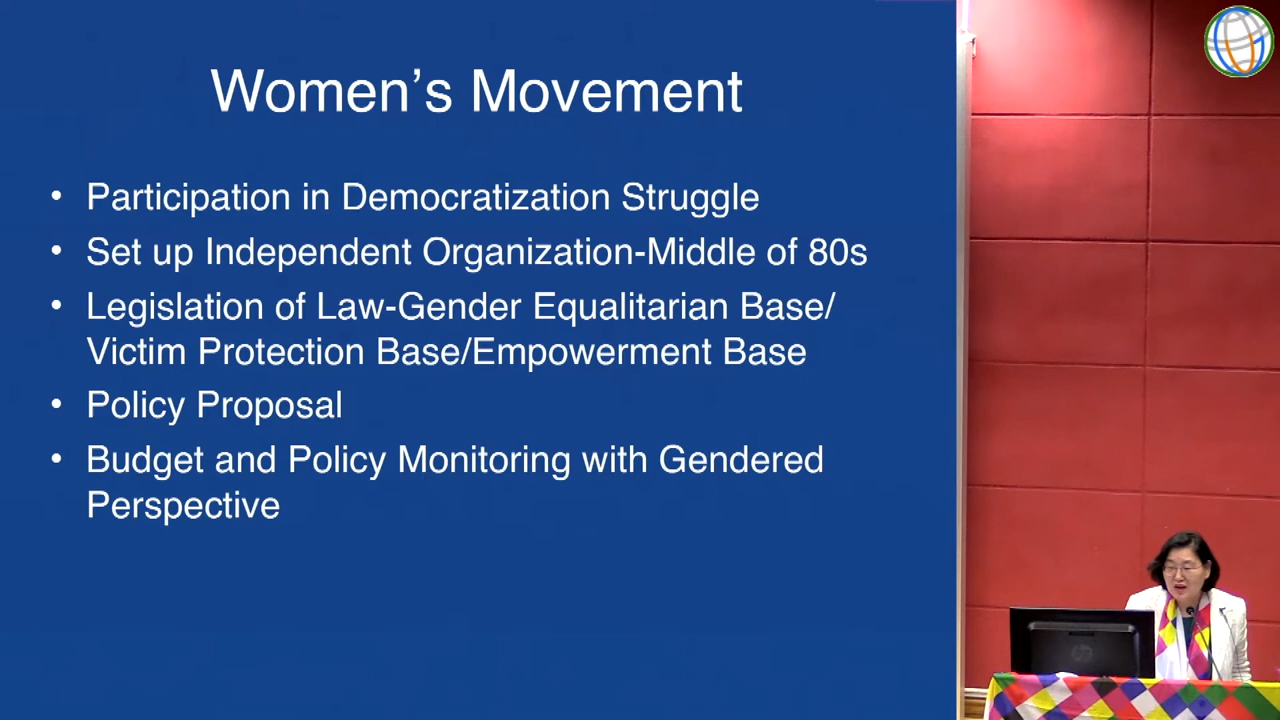 Women’s Movement
• Participation in Democratization Struggle
• Set up Independent Organization-Middle of 80s
• Legislation of Law-Gender Equalitarian Base/
Victim Protection Base/Empowerment Base
• Policy Proposal
• Budget and Policy Monitoring with Gendered
Perspective